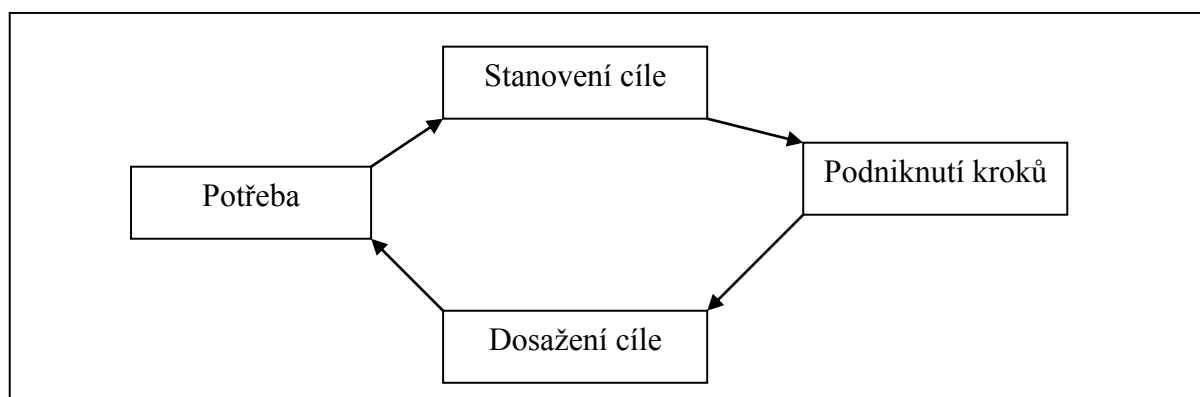 Stanovení cíle
Podniknutí kroků
Potřeba
Dosažení cíle